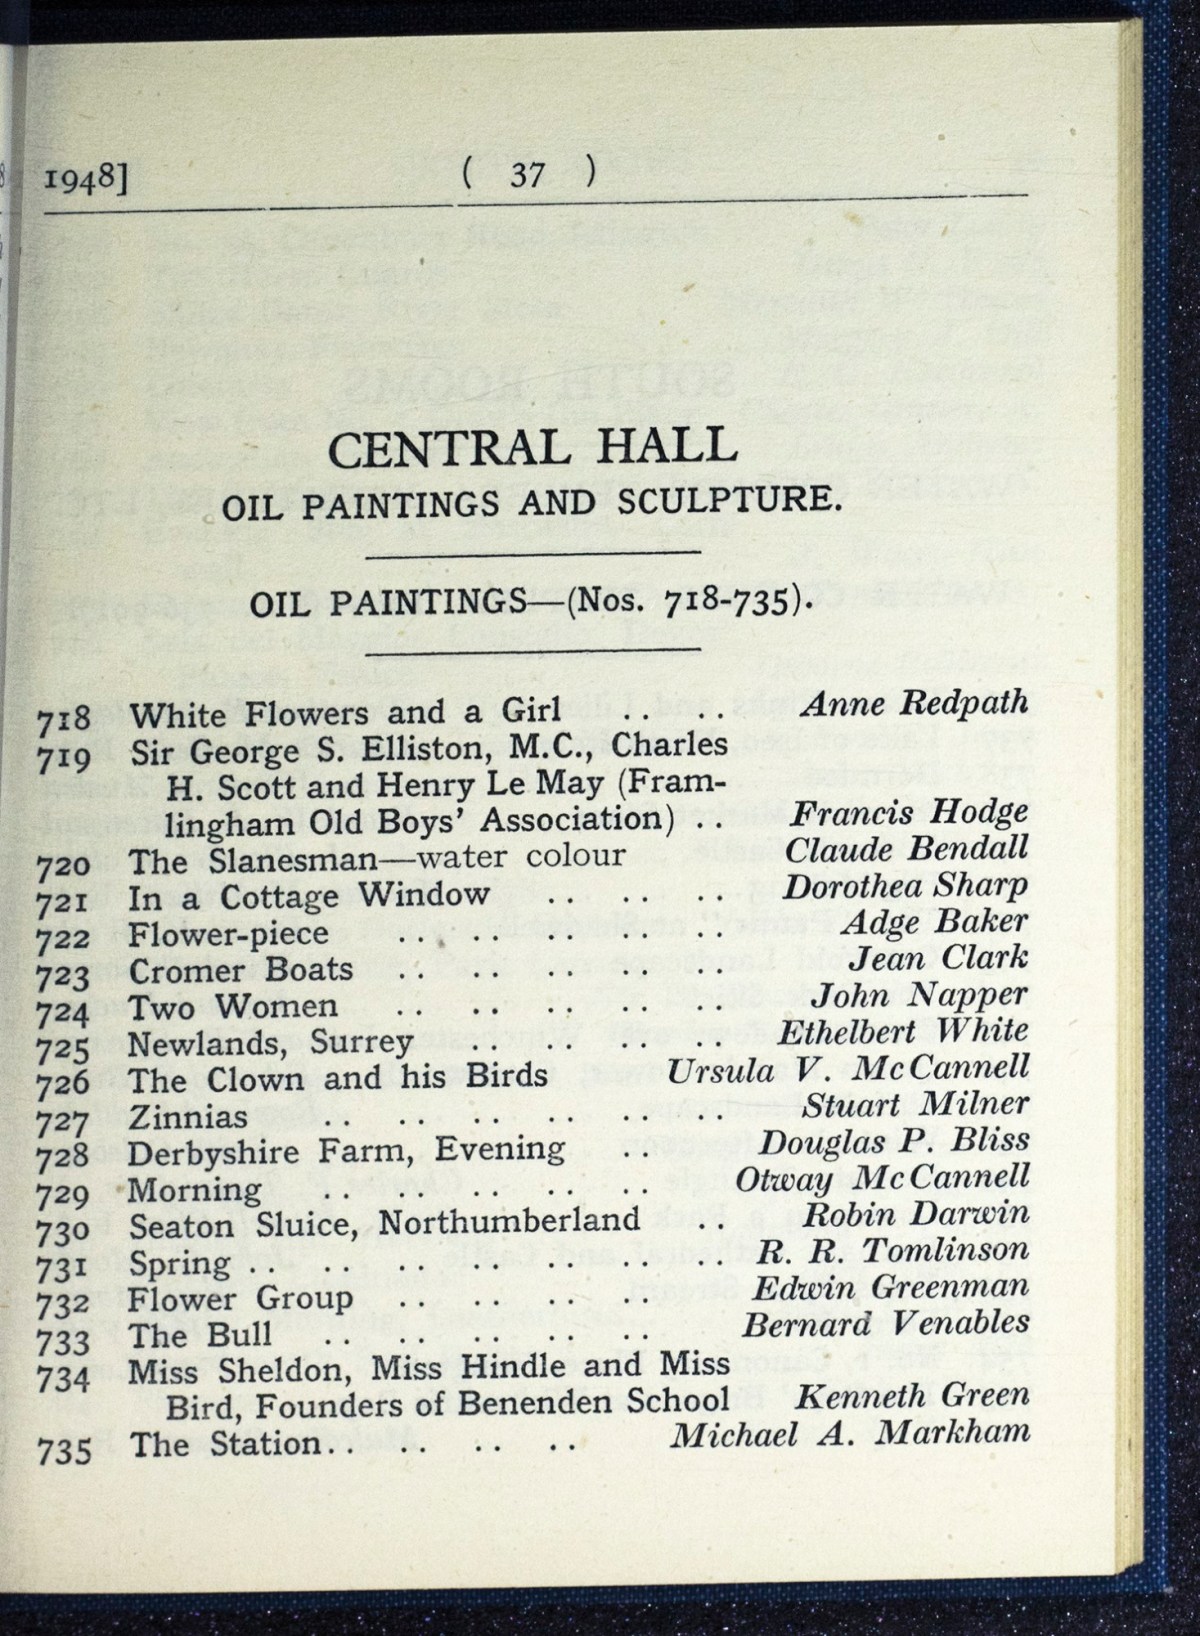 1948]
( 37 )
CENTRAL HALL
OIL PAINTINGS AND SCULPTURE.
OIL PAINTINGS—(Nos. 718-735).
718 White Flowers and a Girl .. .. Anne Redpath
719 Sir George S. Elliston, M.C., Charles
H. Scott and Henry Le May (Fram-
lingham Old Boys' Association) .. Francis Hodge
720 The Slanesman—water colour Claude Bendall
721 In a Cottage Window .. .. .. Dorothea Sharp
722 Flower-piece .. .. .. .. .. Adge Baker
723 Cromer Boats .. .. .. .. .. Jean Clark
724 Two Women .. .. .. .. .. John Napper
725 Newlands, Surrey .. .. .. .. Ethelbert White
726 The Clown and his Birds Ursula V. McCannell
727 Zinnias .. .. .. .. .. .. Stuart Milner
728 Derbyshire Farm, Evening .. Douglas P. Bliss
729 Morning .. .. .. .. .. Otway McCannell
730 Seaton Sluice, Northumberland .. Robin Darwin
731 Spring .. .. .. .. .. .. .. R. R. Tomlinson
732 Flower Group .. .. .. .. Edwin Greenman
733 The Bull .. .. .. .. .. Bernard Venables
734 Miss Sheldon, Miss Hindle and Miss
Bird, Founders of Benenden School Kenneth Green
735 The Station .. .. .. .. Michael A. Markham